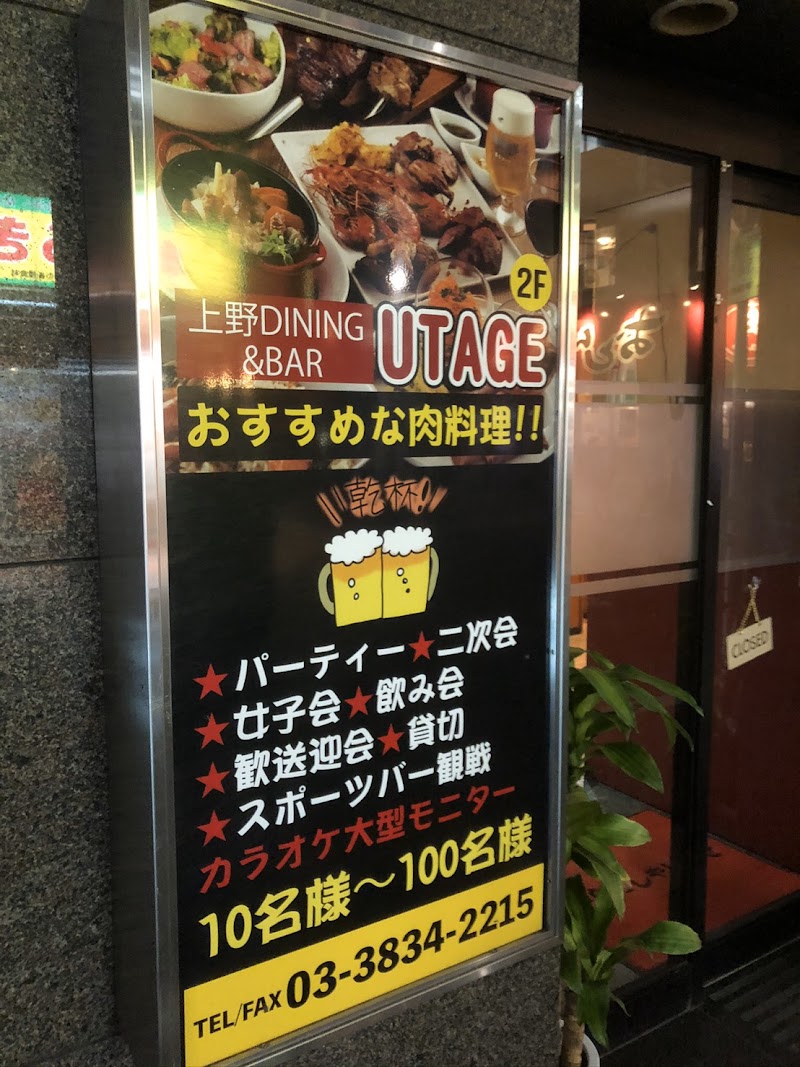 2F
上野DINING
&BAR
UTAGE
おすすめな肉料理!!
乾杯!
★パーティー★二次会
★女子会★飲み会
★歓送迎会★貸切
★スポーツバー観戦
カラオケ大型モニター
10名様〜100名様
TEL/FAX 03-3834-2215
CLOSED